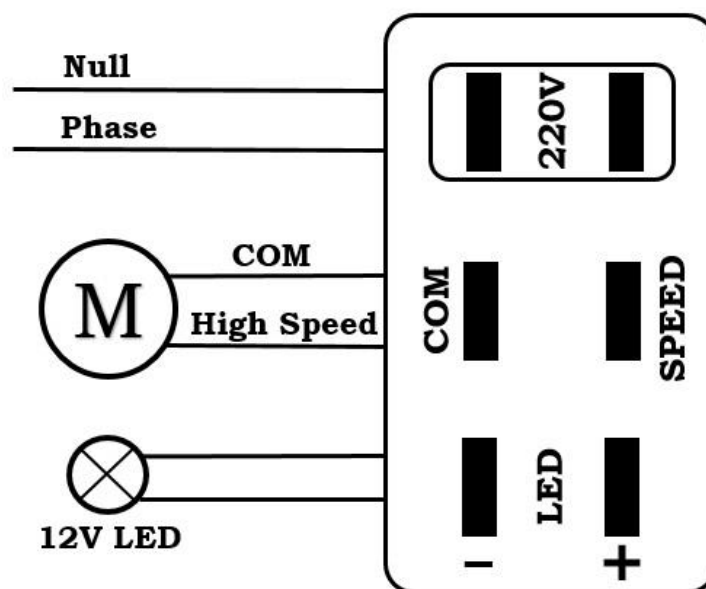 Null
Phase
220V
COM
High Speed
M
COM
SPEED
12V LED
LED
-
+